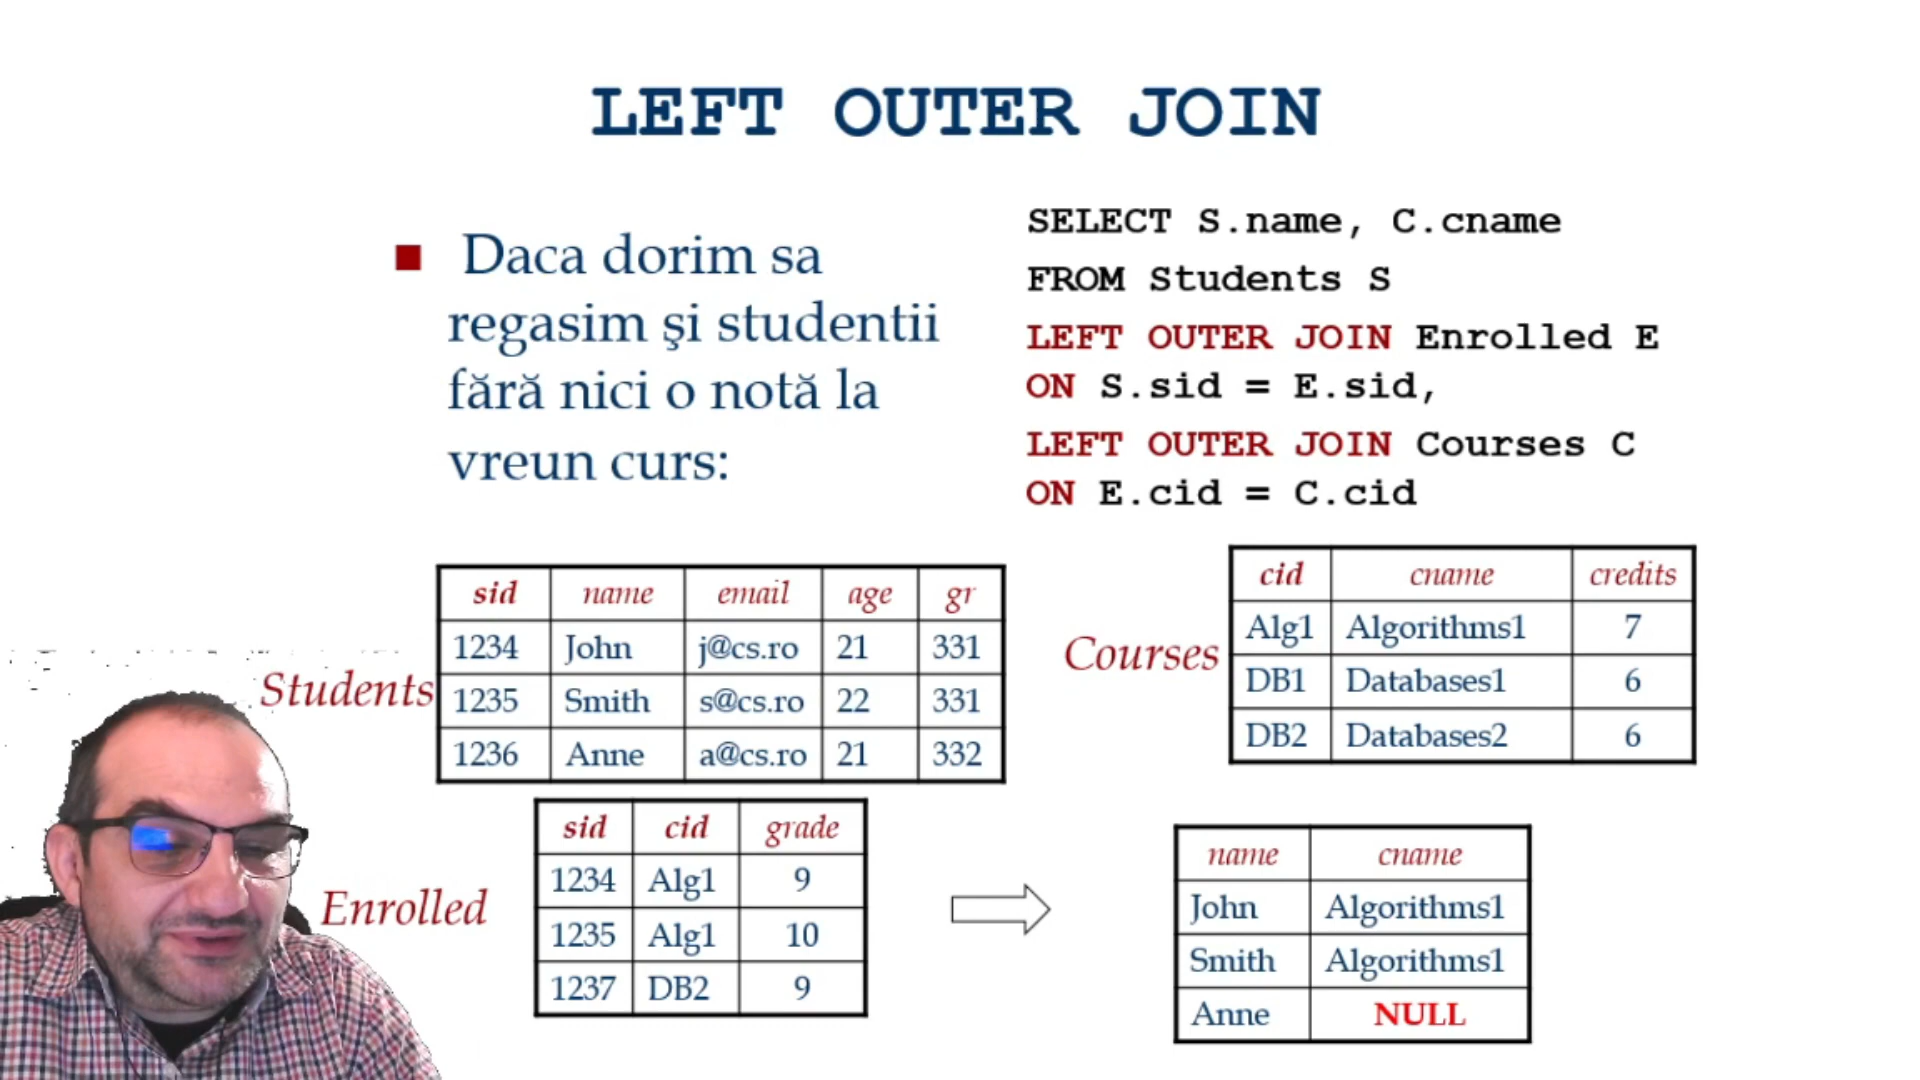 LEFT OUTER JOIN
Daca dorim sa
regasim şi studentii
fără nici o notă la
vreun curs:
SELECT S.name, C.cname
FROM Students S
LEFT OUTER JOIN Enrolled E
ON S.sid = E.sid,
LEFT OUTER JOIN Courses C
ON E.cid = C.cid
Students
sid name email age gr
1234 John j@cs.ro 21 331
1235 Smith s@cs.ro 22 331
1236 Anne a@cs.ro 21 332
Courses
cid cname credits
Alg1 Algorithms1 7
DB1 Databases1 6
DB2 Databases2 6
Enrolled
sid cid grade
1234 Alg1 9
1235 Alg1 10
1237 DB2 9
name cname
John Algorithms1
Smith Algorithms1
Anne NULL